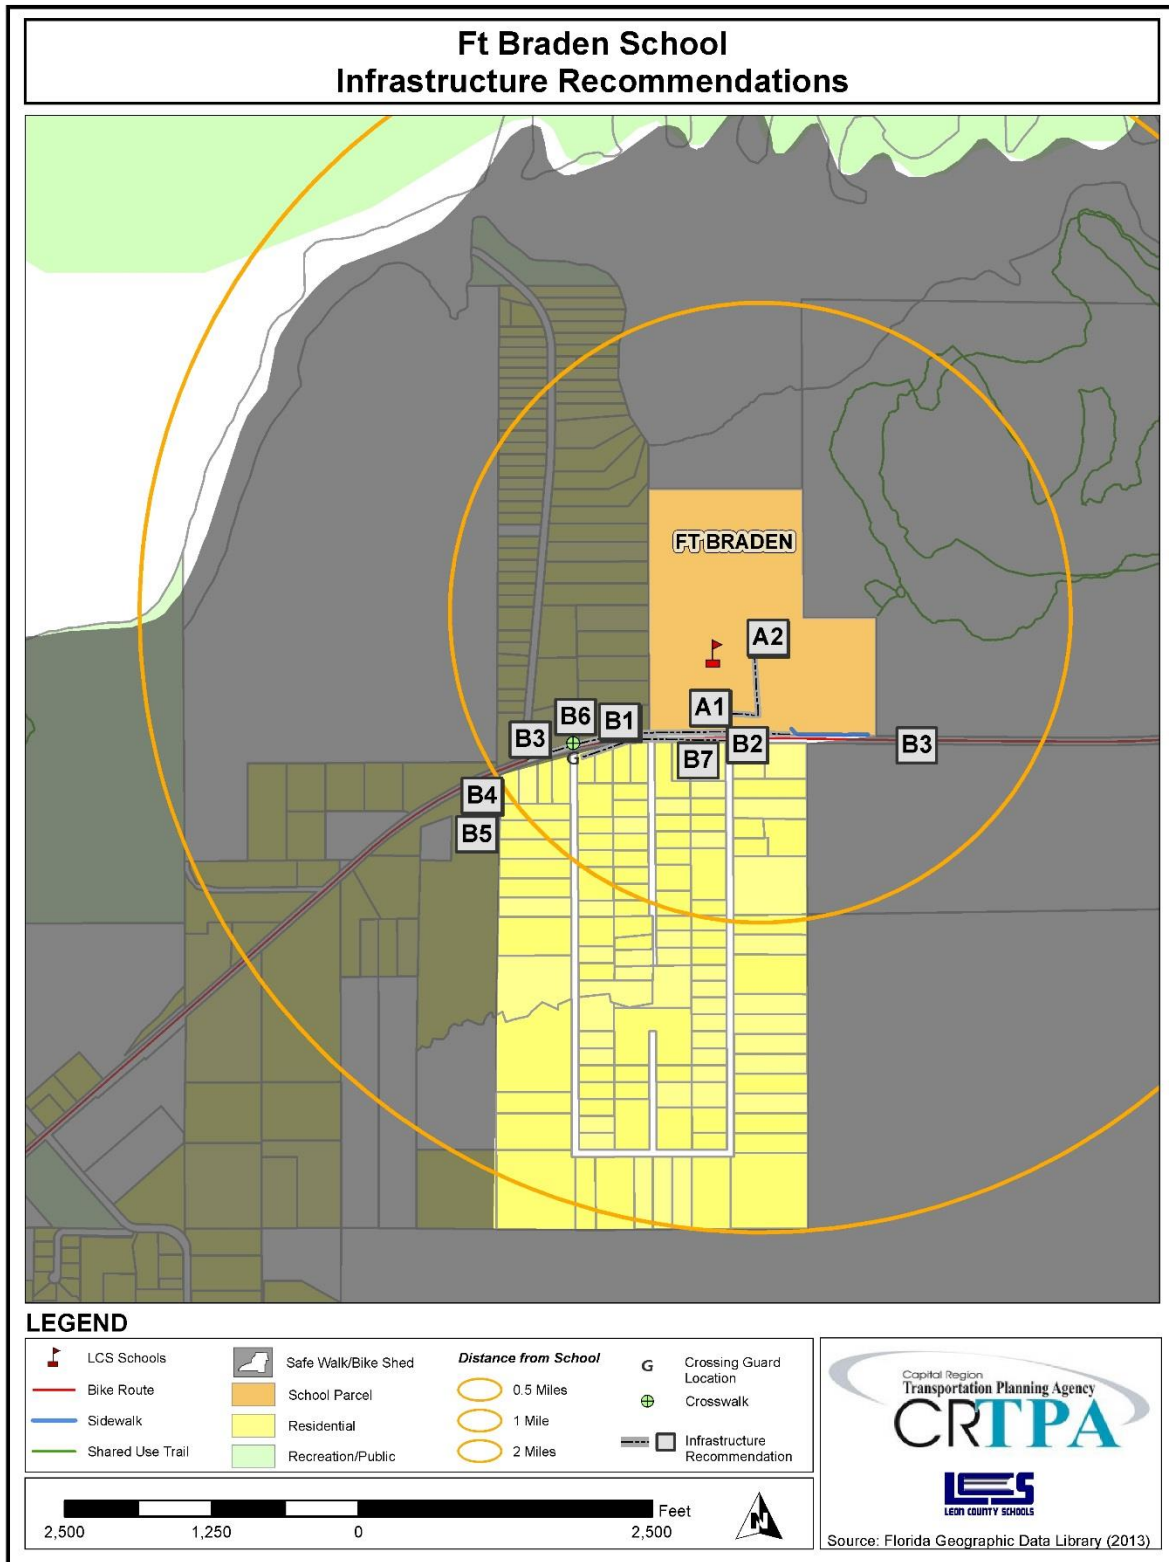 Ft Braden School
Infrastructure Recommendations
FT BRADEN
A2
A1
B6
B1
B3
B2
B3
B7
G
B4
B5
LEGEND
LCS Schools
Bike Route
Sidewalk
Shared Use Trail
Safe Walk/Bike Shed
School Parcel
Residential
Recreation/Public
Distance from School
0.5 Miles
1 Mile
2 Miles
G
Crossing Guard
Location
Crosswalk
Infrastructure
Recommendation
Feet
2,500
1,250
0
2,500
N
Capital Region
Transportation Planning Agency
CRTPA
LCS
LEON COUNTY SCHOOLS
Source: Florida Geographic Data Library (2013)